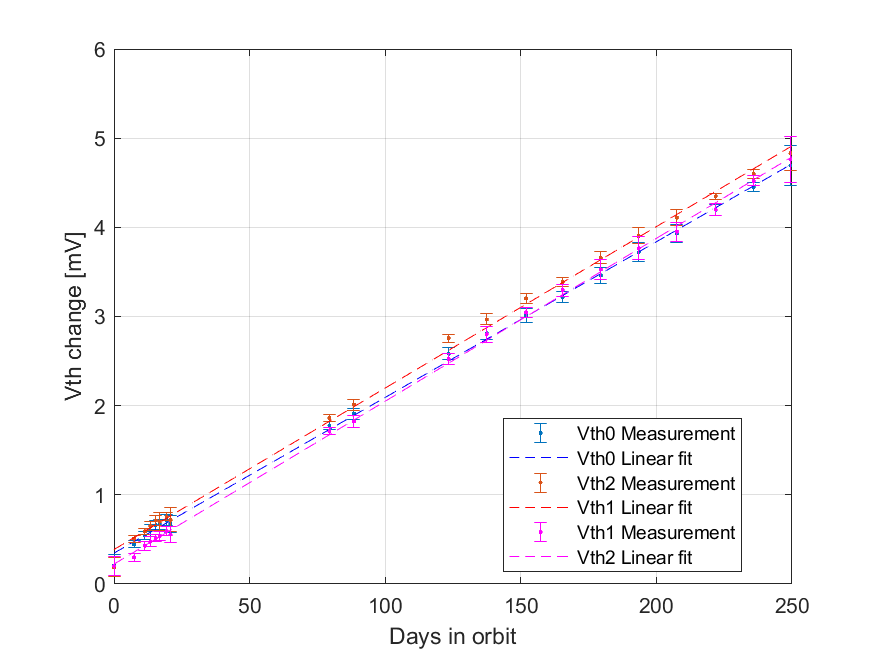 6
5
4
3
2
1
0
Vth change [mV]
0
50
100
150
200
250
Days in orbit
Vth0 Measurement
Vth0 Linear fit
Vth2 Measurement
Vth1 Linear fit
Vth1 Measurement
Vth2 Linear fit